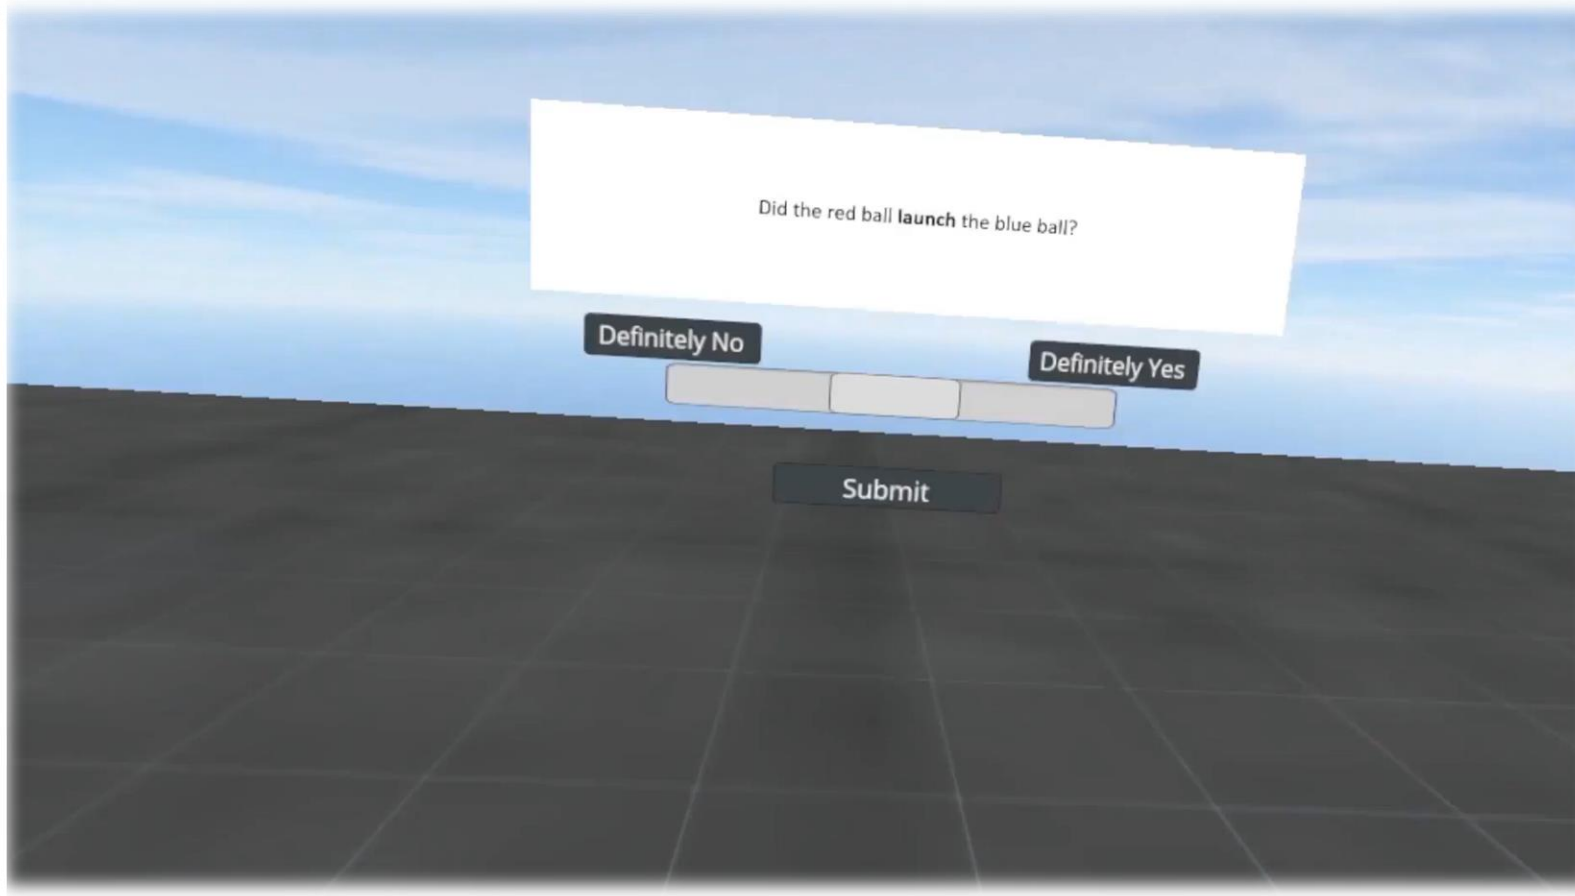 Did the red ball launch the blue ball?
Definitely No
Definitely Yes
Submit